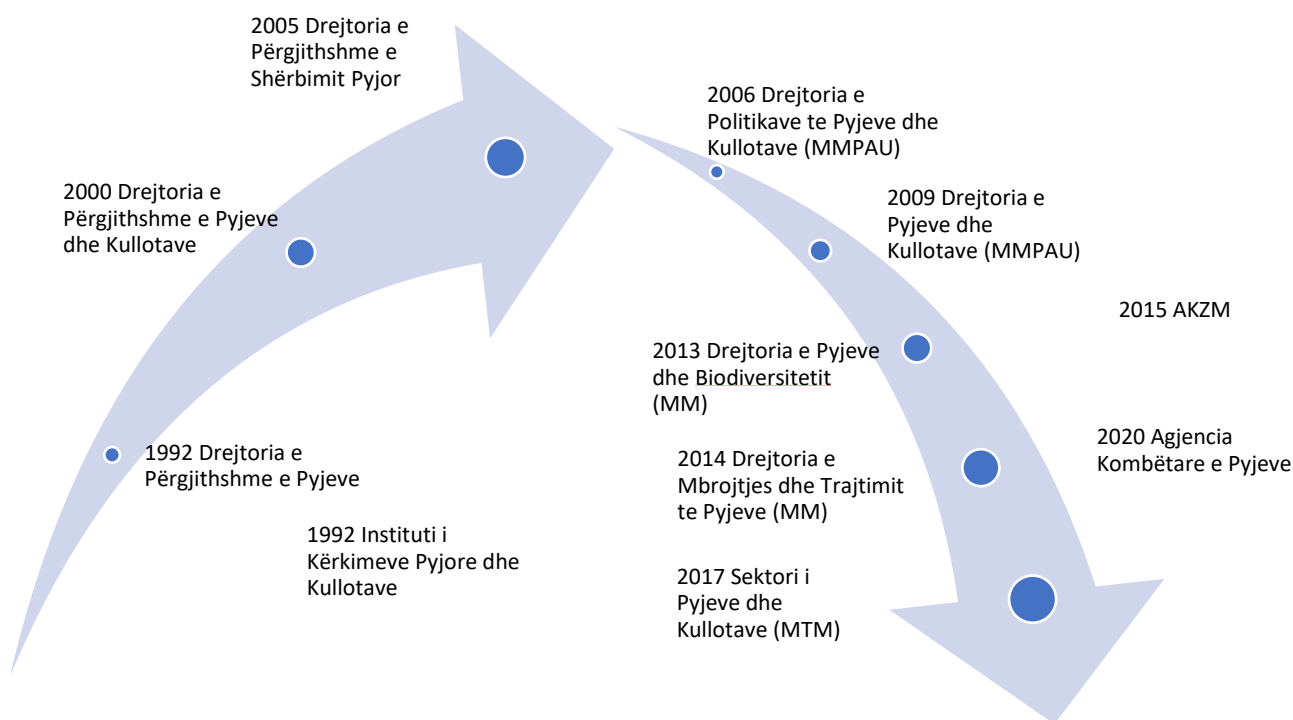 2005 Drejtoria e
Përgjithshme e
Shërbimit Pyjor
2000 Drejtoria e
Përgjithshme e Pyjeve
dhe Kullotave
1992 Drejtoria e
Përgjithshme e Pyjeve
1992 Instituti i
Kërkimeve Pyjore dhe
Kullotave
2006 Drejtoria e
Politikave te Pyjeve dhe
Kullotave (MMPAU)
2009 Drejtoria e
Pyjeve dhe
Kullotave (MMPAU)
2015 AKZM
2013 Drejtoria e Pyjeve
dhe Biodiversitetit
(MM)
2020 Agjencia
Kombëtare e Pyjeve
2014 Drejtoria e
Mbrojtjes dhe Trajtimit
te Pyjeve (MM)
2017 Sektori i
Pyjeve dhe
Kullotave (MTM)